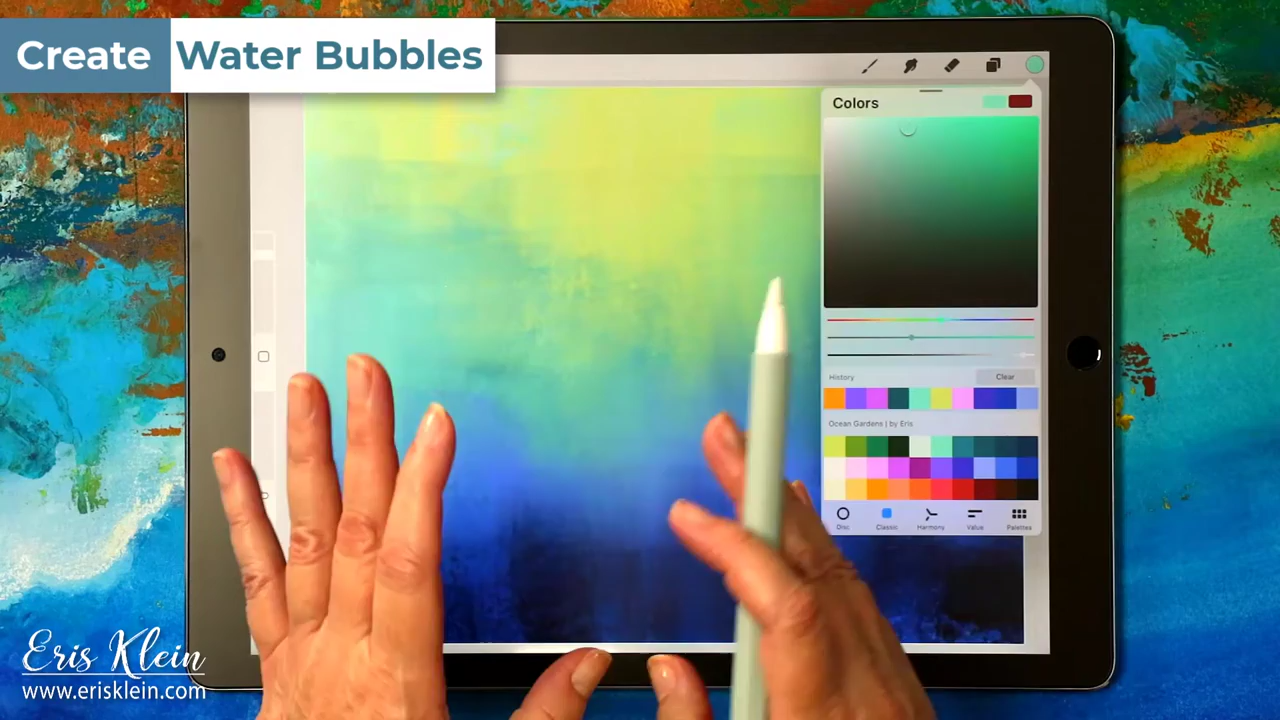 Create Water Bubbles
Colors
History Clear
Ocean Gardens | by Eris
Disc Classic Harmony Value Palettes
Eris Klein
www.erisklein.com